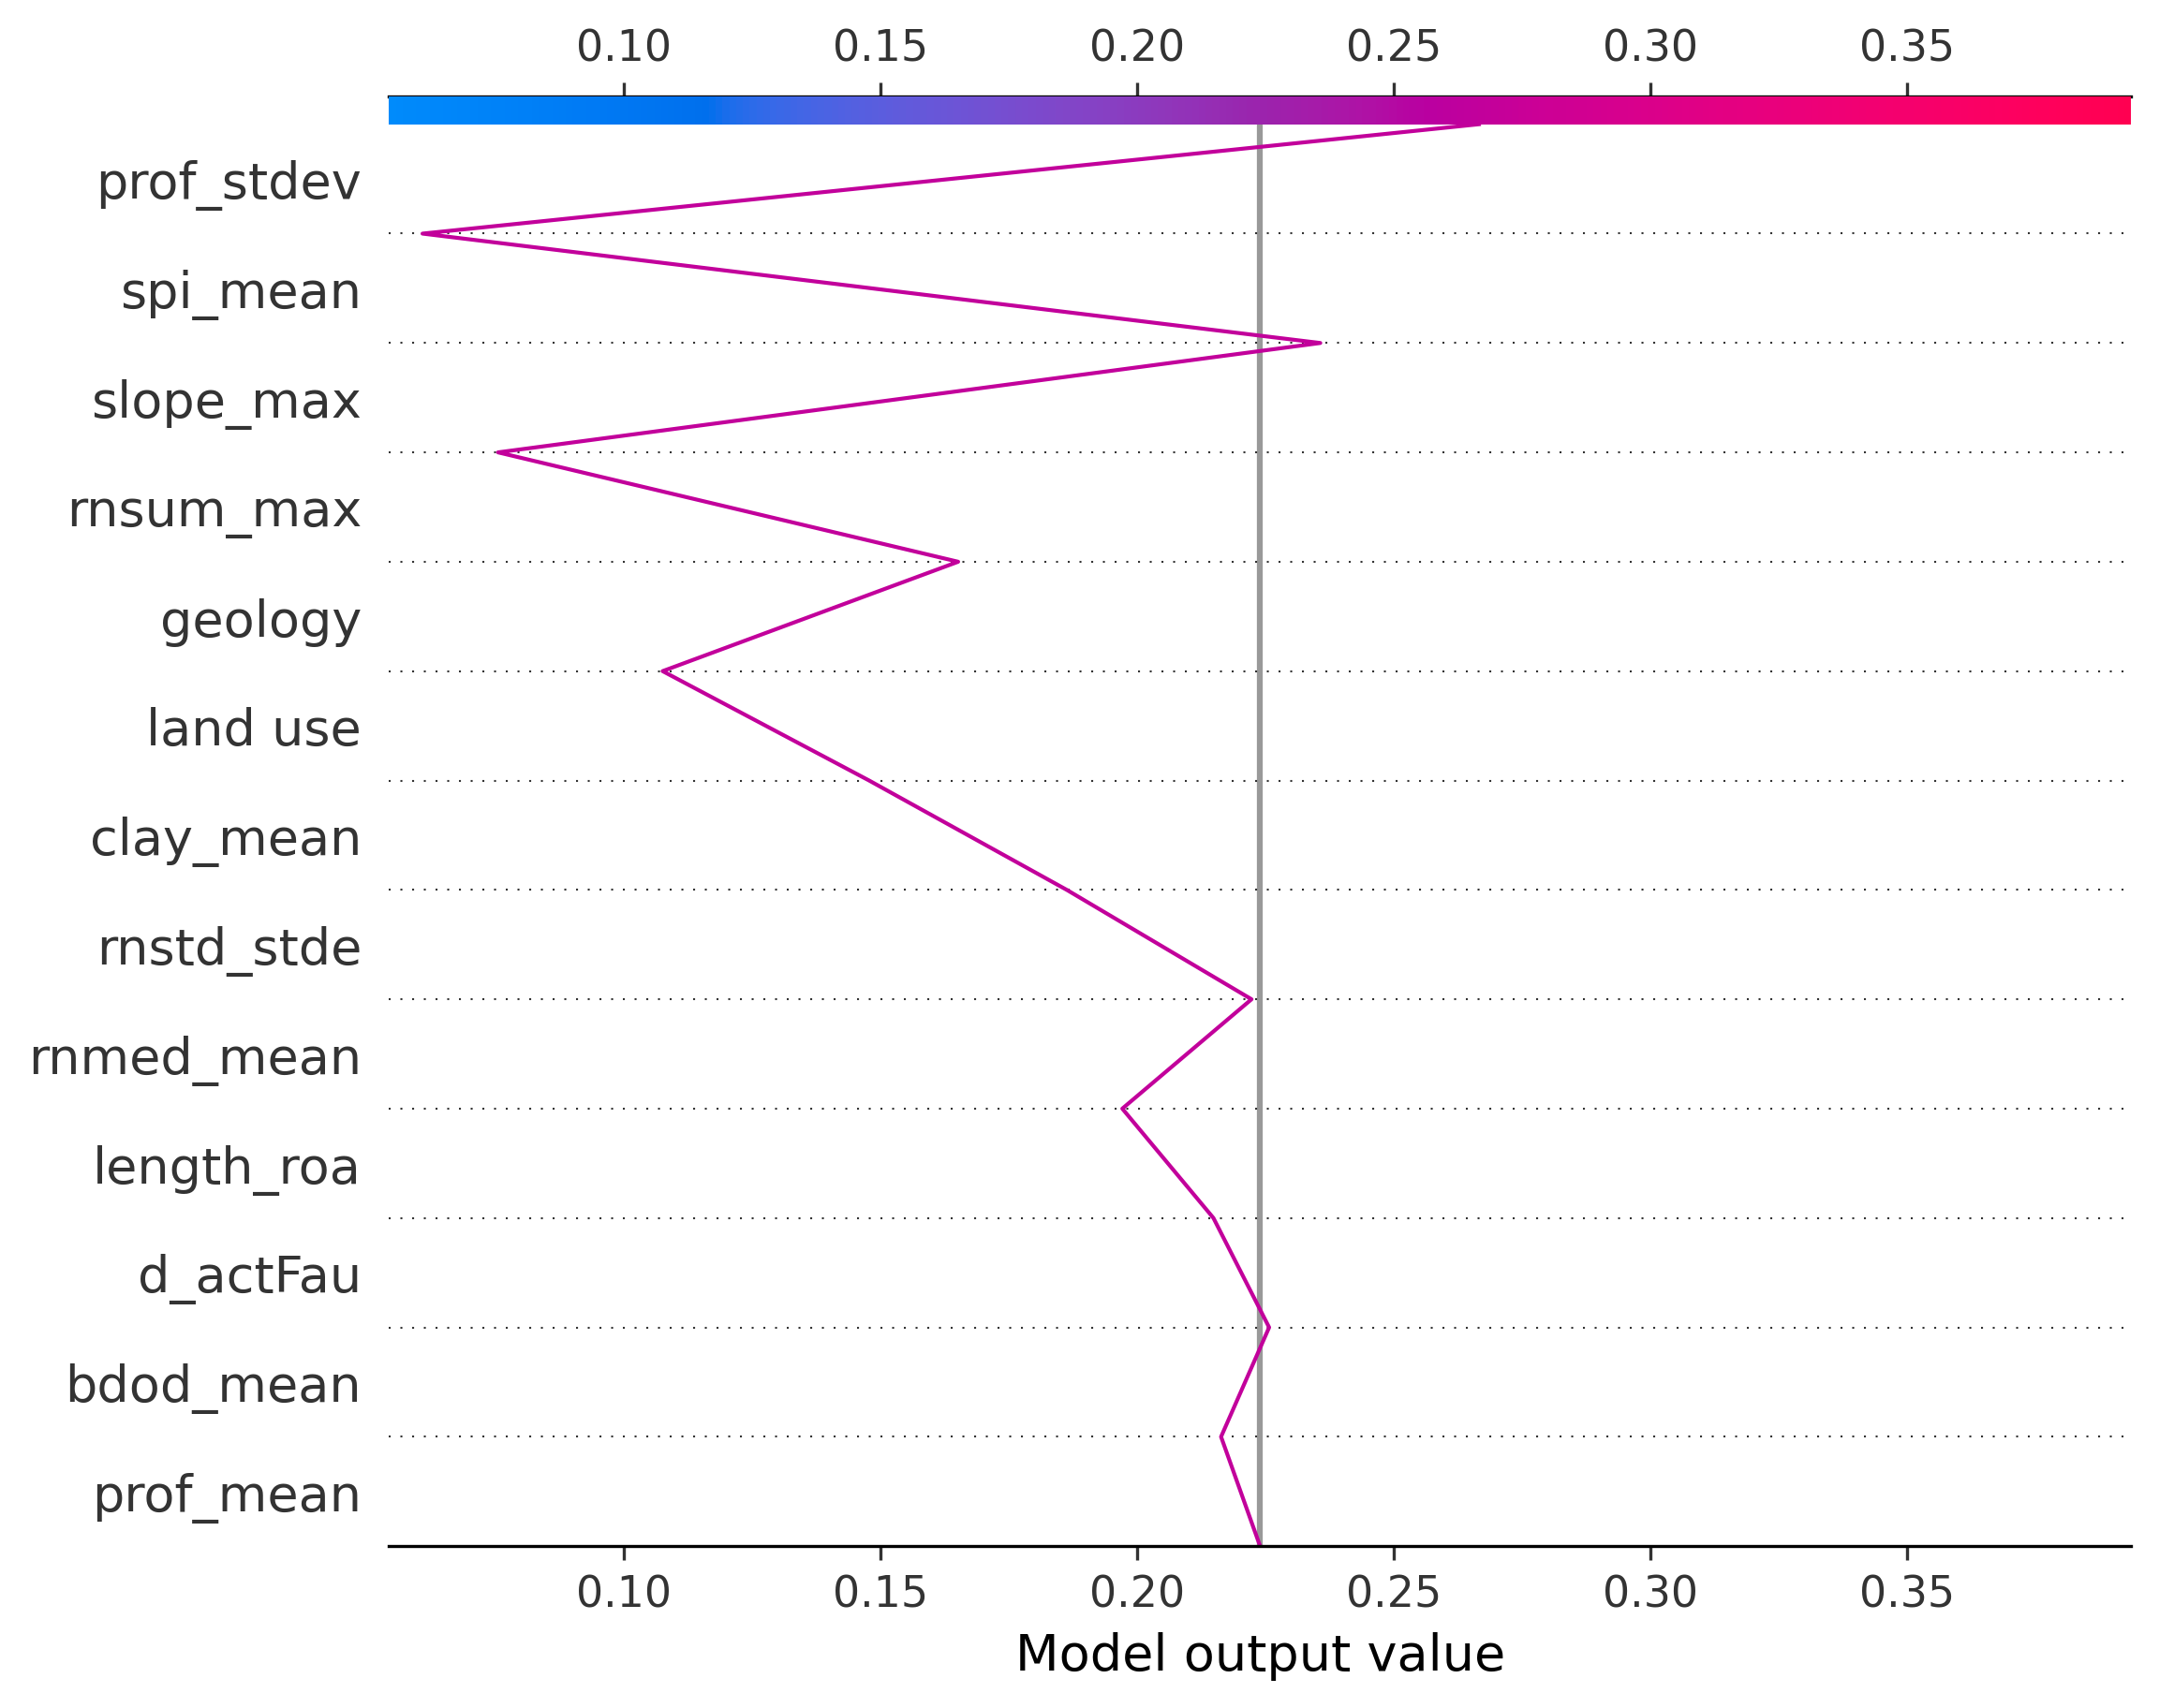 0.10 0.15 0.20 0.25 0.30 0.35
prof_stdev
spi_mean
slope_max
rnsum_max
geology
land use
clay_mean
rnstd_stde
rnmed_mean
length_roa
d_actFau
bdod_mean
prof_mean
0.10 0.15 0.20 0.25 0.30 0.35
Model output value